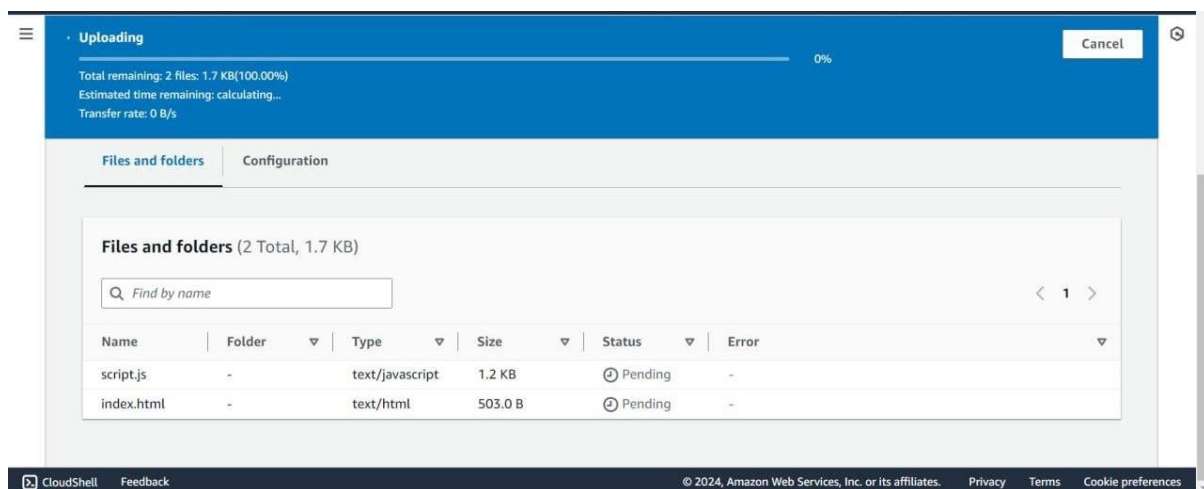 Uploading
Cancel
0%
Total remaining: 2 files: 1.7 KB(100.00%)
Estimated time remaining: calculating...
Transfer rate: 0 B/s
Files and folders Configuration
Files and folders (2 Total, 1.7 KB)
Find by name
1
Name Folder Type Size Status Error
script.js - text/javascript 1.2 KB Pending -
index.html - text/html 503.0 B Pending -
CloudShell Feedback © 2024, Amazon Web Services, Inc. or its affiliates. Privacy Terms Cookie preferences